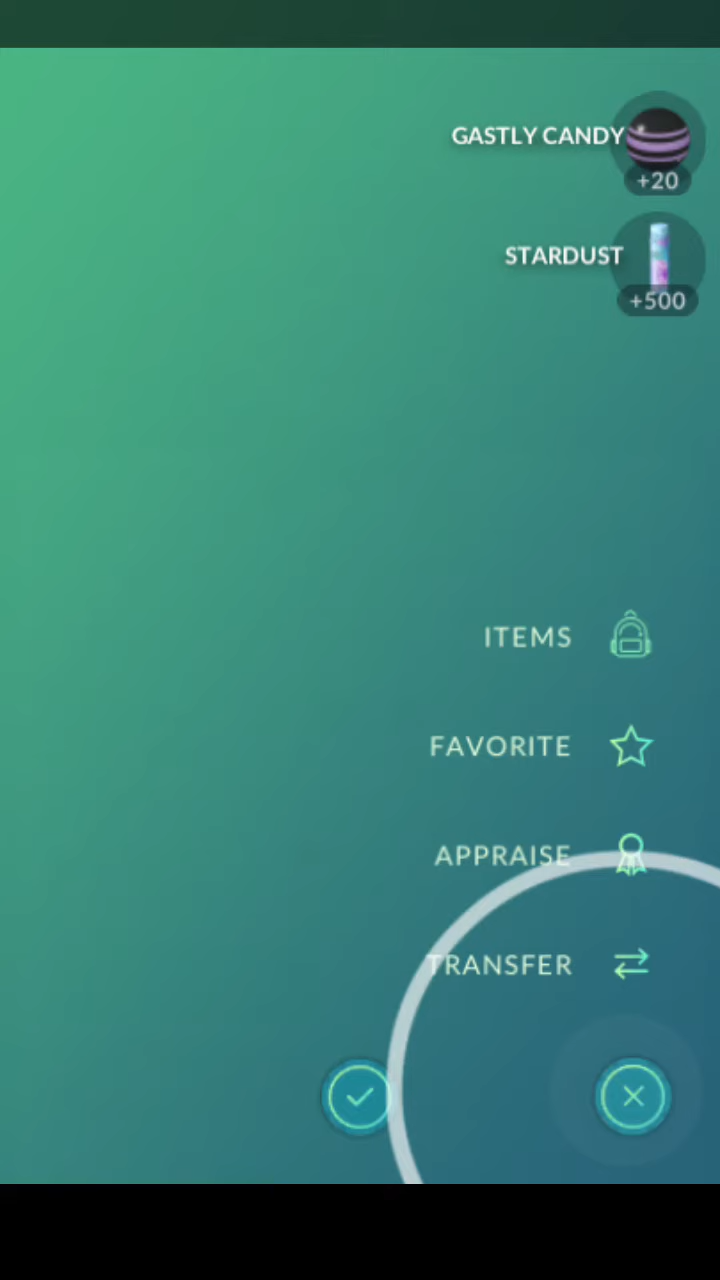 GASTLY CANDY
+20
STARDUST
+500
ITEMS
FAVORITE
APPRAISE
TRANSFER